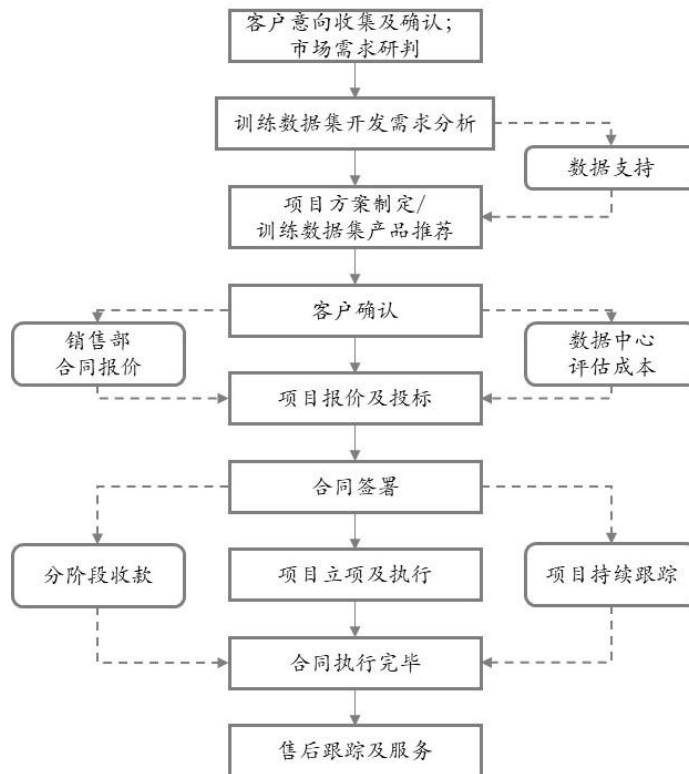 客户意向收集及确认；
市场需求研判
训练数据集开发需求分析
数据支持
项目方案制定/
训练数据集产品推荐
客户确认
销售部
合同报价
数据中心
评估成本
项目报价及投标
合同签署
分阶段收款
项目立项及执行
项目持续跟踪
合同执行完毕
售后跟踪及服务